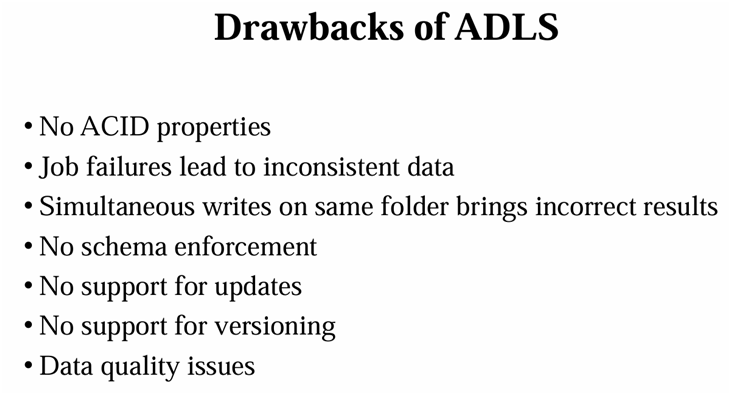 Drawbacks of ADLS
• No ACID properties
• Job failures lead to inconsistent data
• Simultaneous writes on same folder brings incorrect results
• No schema enforcement
• No support for updates
• No support for versioning
• Data quality issues